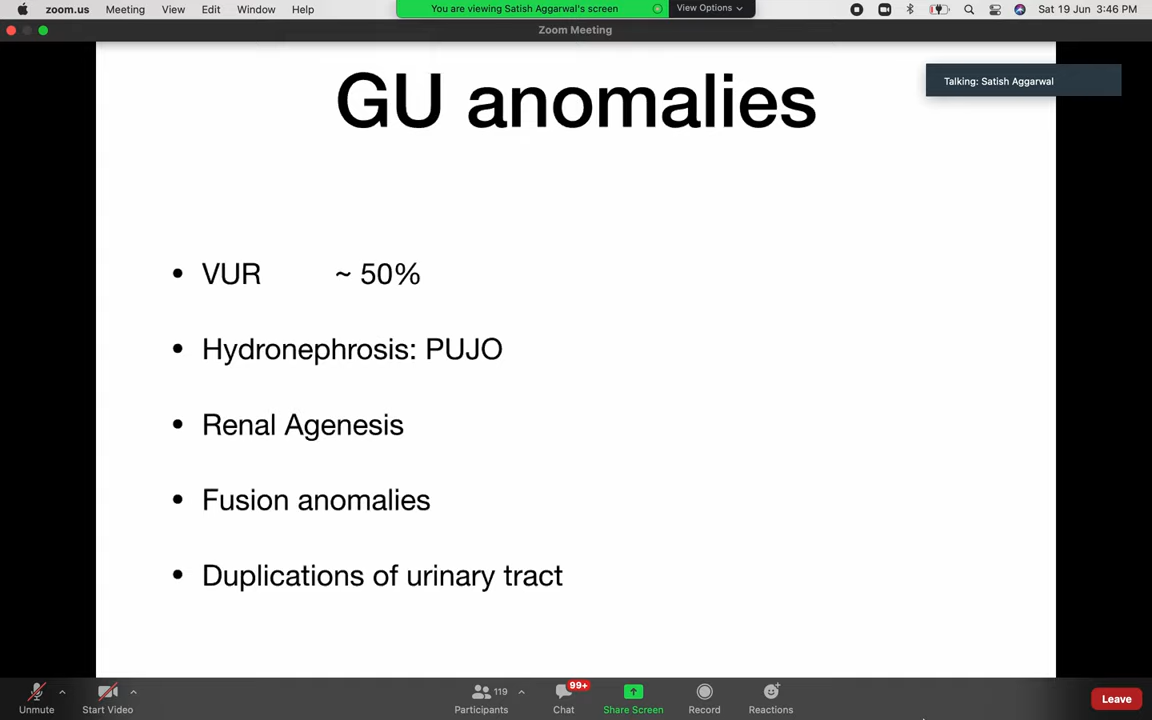 zoom.us Meeting View Edit Window Help You are viewing Satish Aggarwal's screen View Options Sat 19 Jun 3:46 PM
Zoom Meeting
Talking: Satish Aggarwal
GU anomalies
• VUR ~ 50%
• Hydronephrosis: PUJO
• Renal Agenesis
• Fusion anomalies
• Duplications of urinary tract
Unmute Start Video Participants 119 Chat 99+ Share Screen Record Reactions Leave